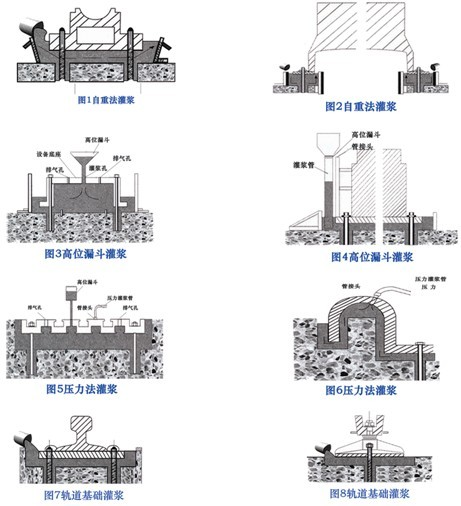 图1自重法灌浆
图2自重法灌浆
高位漏斗
设备底座
灌浆孔
排气孔
排气孔
图3高位漏斗灌浆
高位漏斗
管接头
灌浆管
图4高位漏斗灌浆
高位漏斗
压力灌浆管
排气孔
管接头
排气孔
图5压力法灌浆
压力灌浆管
管接头
压力
图6压力法灌浆
图7轨道基础灌浆
图8轨道基础灌浆